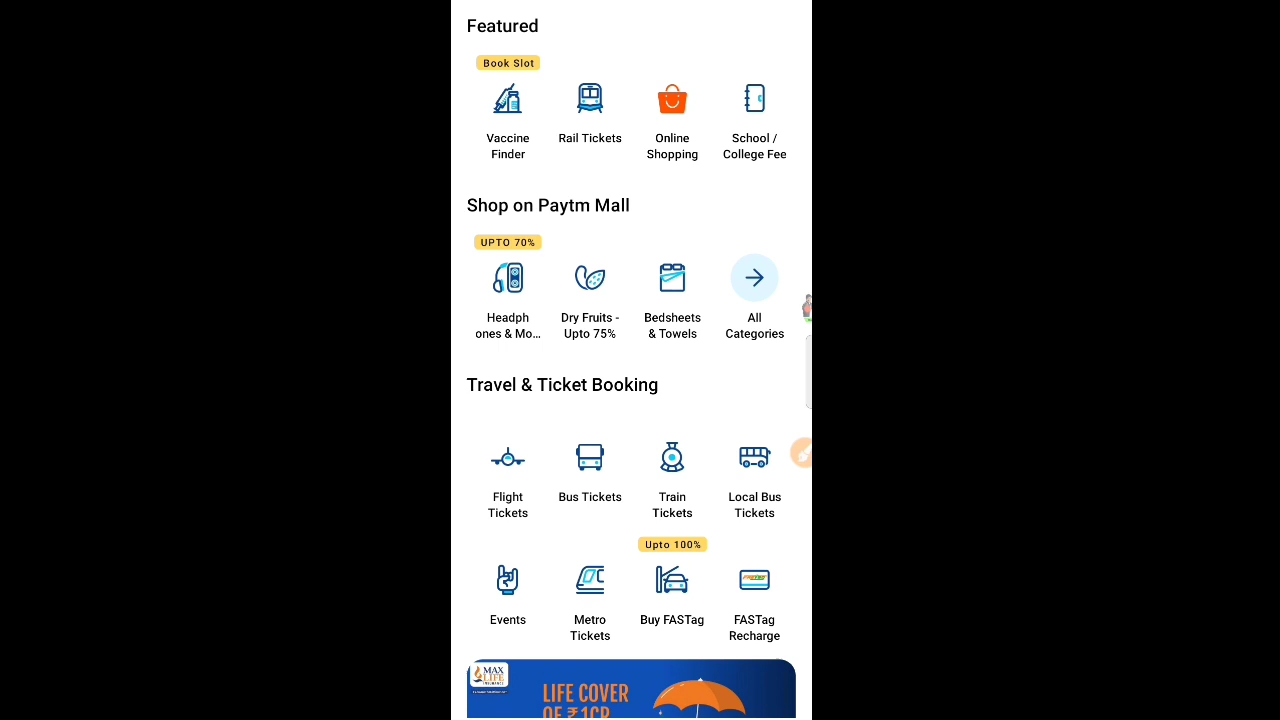 Featured
Book Slot
Vaccine Finder
Rail Tickets
Online Shopping
School / College Fee
Shop on Paytm Mall
UPTO 70%
Headph ones & Mo...
Dry Fruits - Upto 75%
Bedsheets & Towels
All Categories
Travel & Ticket Booking
Flight Tickets
Bus Tickets
Train Tickets
Local Bus Tickets
Upto 100%
Events
Metro Tickets
Buy FASTag
FASTag Recharge
MAX
LIFE
INSURANCE
LIFE COVER
OF ₹ 1CR